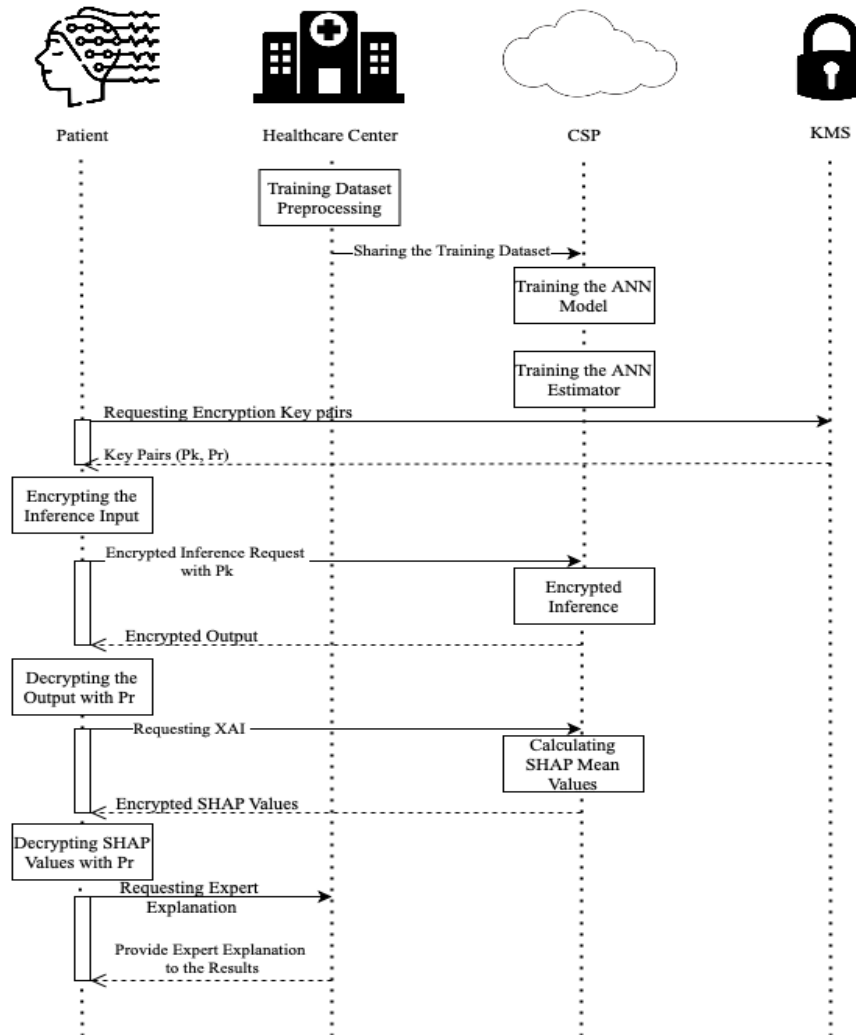 Patient
Healthcare Center
CSP
KMS
Training Dataset
Preprocessing
Sharing the Training Dataset
Training the ANN
Model
Training the ANN
Estimator
Requesting Encryption Key pairs
Key Pairs (Pk, Pr)
Encrypting the
Inference Input
Encrypted Inference Request
with Pk
Encrypted
Inference
Encrypted Output
Decrypting the
Output with Pr
Requesting XAI
Calculating
SHAP Mean
Values
Encrypted SHAP Values
Decrypting SHAP
Values with Pr
Requesting Expert
Explanation
Provide Expert Explanation
to the Results